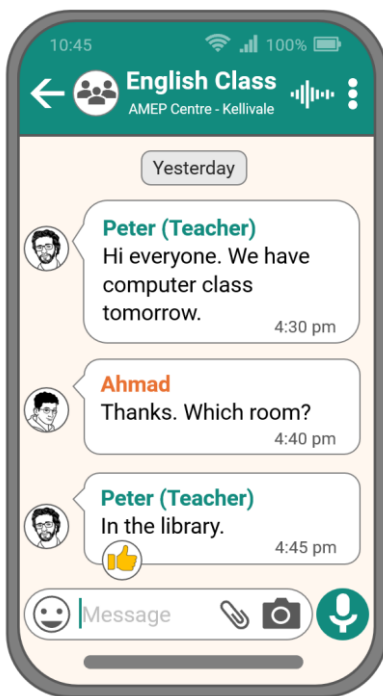 10:45 100%
English Class
AMEP Centre - Kellivale
Yesterday
Peter (Teacher)
Hi everyone. We have
computer class
tomorrow.
4:30 pm
Ahmad
Thanks. Which room?
4:40 pm
Peter (Teacher)
In the library.
4:45 pm
Message